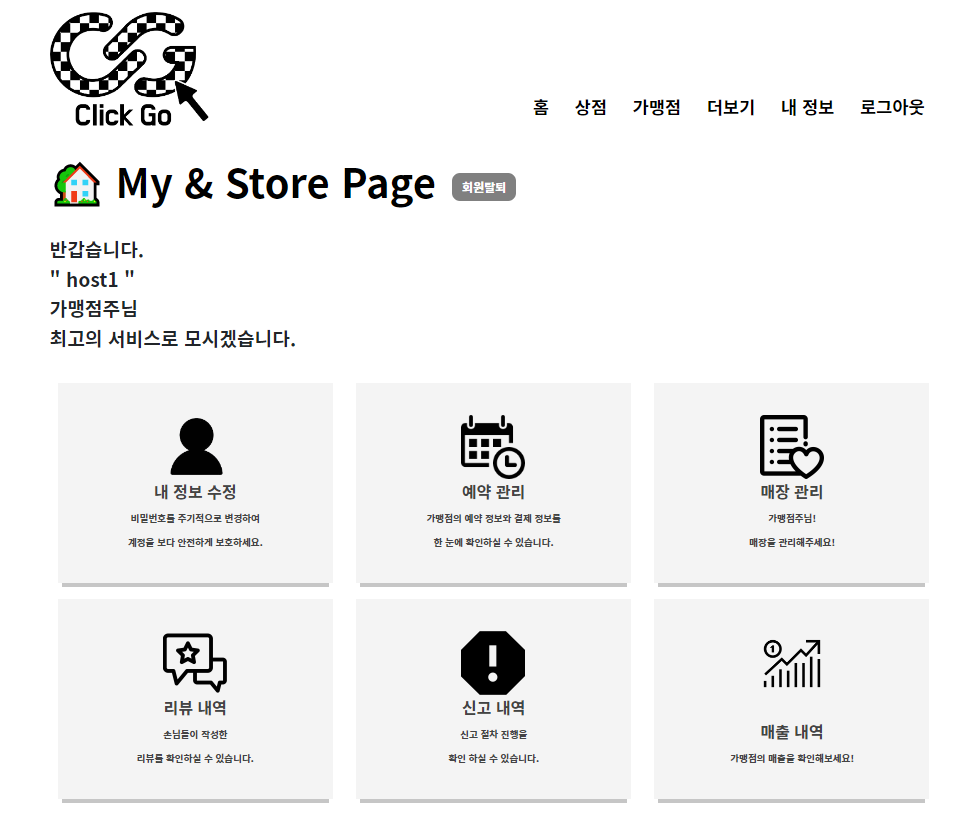 Click Go
홈 상점 가맹점 더보기 내 정보 로그아웃
My & Store Page 회원탈퇴
반갑습니다.
" host1 "
가맹점주님
최고의 서비스로 모시겠습니다.
내 정보 수정
비밀번호를 주기적으로 변경하여
계정을 보다 안전하게 보호하세요.
예약 관리
가맹점의 예약 정보와 결제 정보를
한 눈에 확인하실 수 있습니다.
매장 관리
가맹점주님!
매장을 관리해주세요!
리뷰 내역
손님들이 작성한
리뷰를 확인하실 수 있습니다.
신고 내역
신고 절차 진행을
확인 하실 수 있습니다.
1
매출 내역
가맹점의 매출을 확인해보세요!